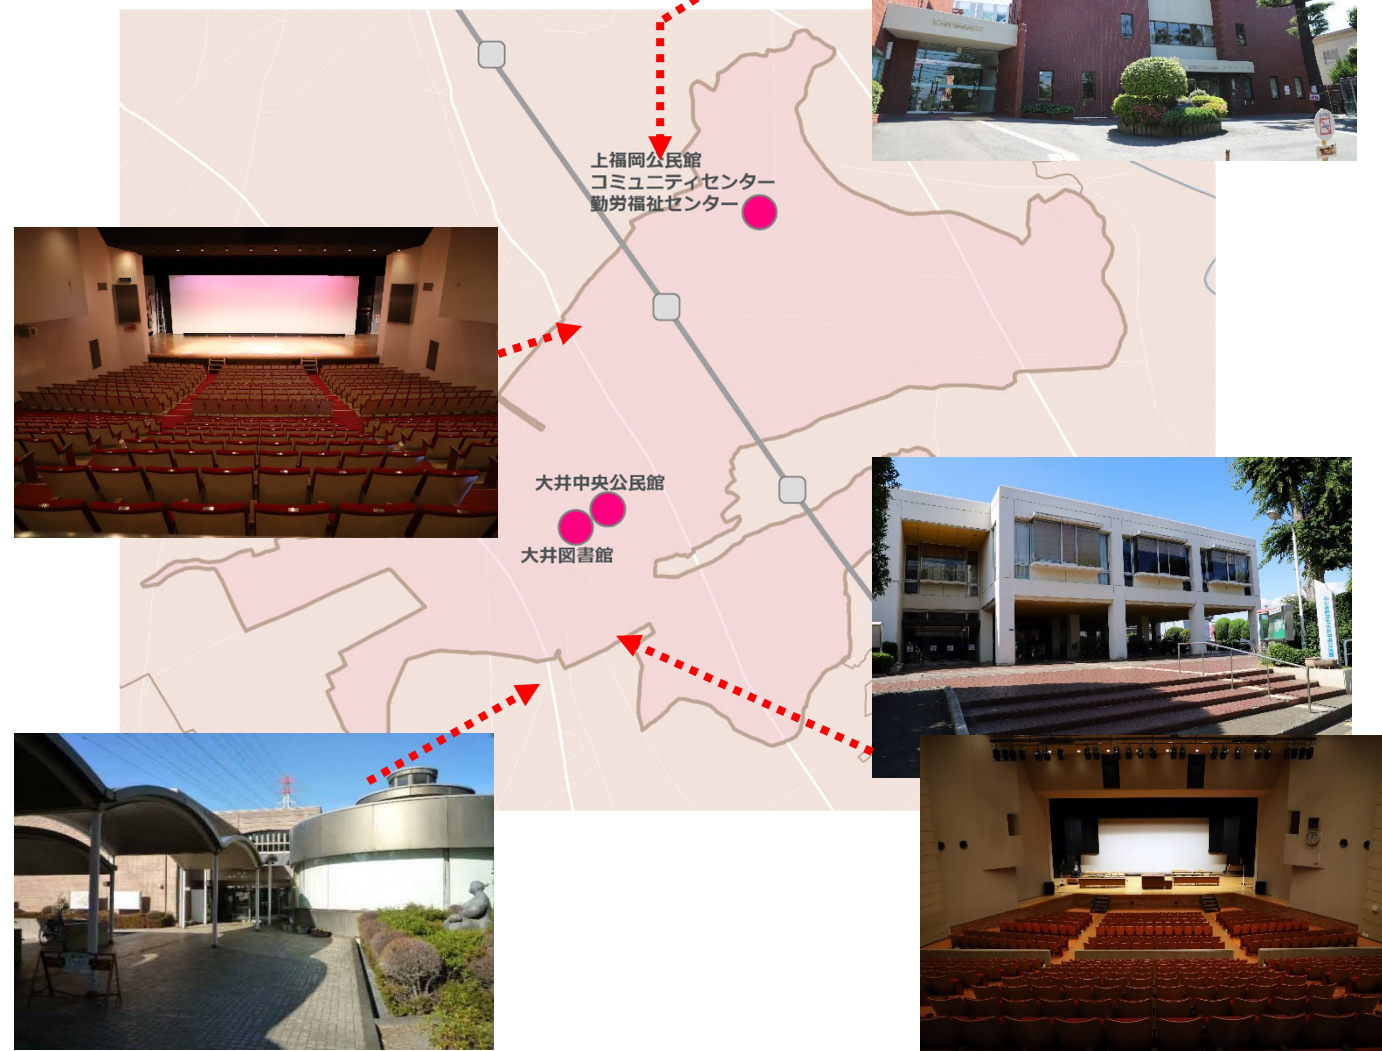 上福岡公民館
コミュニティセンター
勤労福祉センター
大井中央公民館
大井図書館